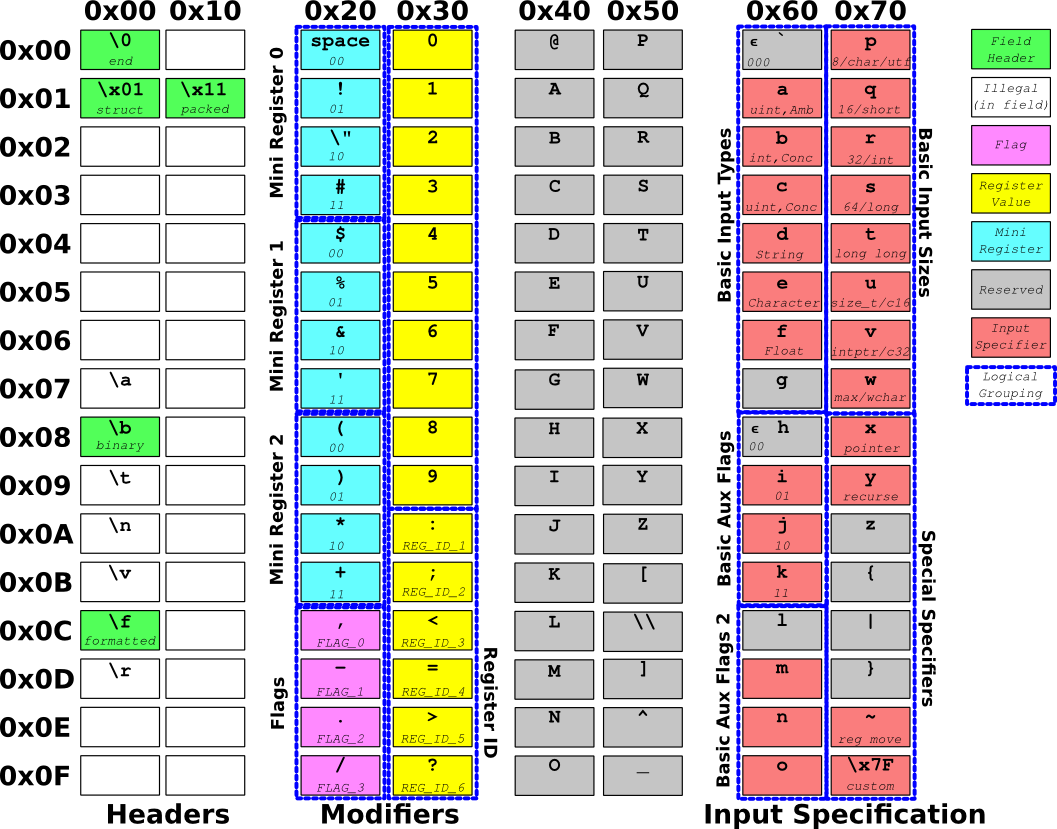 0x00 0x10 0x20 0x30 0x40 0x50 0x60 0x70
0x00 \0 space 0 @ P ϵ ` p Field
end 00 000 8/char/utf Header
0x01 \x01 \x11 ! 1 A Q a q Illegal
struct packed 01 uint,Amb 16/short (in field)
0x02 \" 2 B R b r Flag
10 int,Conc 32/int
0x03 # 3 C S c s Register
11 uint,Conc 64/long Value
0x04 $ 4 D T d t Mini
00 String long long Register
0x05 % 5 E U e u Reserved
01 Character size_t/c16
0x06 & 6 F V f v Input
10 Float intptr/c32 Specifier
0x07 \a ' 7 G W g w Logical
11 max/wchar Grouping
0x08 \b ( 8 H X ϵ h x
binary 00 00 pointer
0x09 \t ) 9 I Y i y
01 01 recurse
0x0A \n * : J Z j z
10 REG_ID_1 10
0x0B \v + ; K [ k {
11 REG_ID_2 11
0x0C \f , < L \\ l |
formatted FLAG_0 REG_ID_3
0x0D \r - = M ] m }
FLAG_1 REG_ID_4
0x0E . > N ^ n ~
FLAG_2 REG_ID_5 reg move
0x0F / ? O _ o \x7F
FLAG_3 REG_ID_6 custom
Mini Register 0
Mini Register 1
Mini Register 2
Flags
Register ID
Basic Input Types
Basic Aux Flags
Basic Aux Flags 2
Basic Input Sizes
Special Specifiers
Headers Modifiers Input Specification